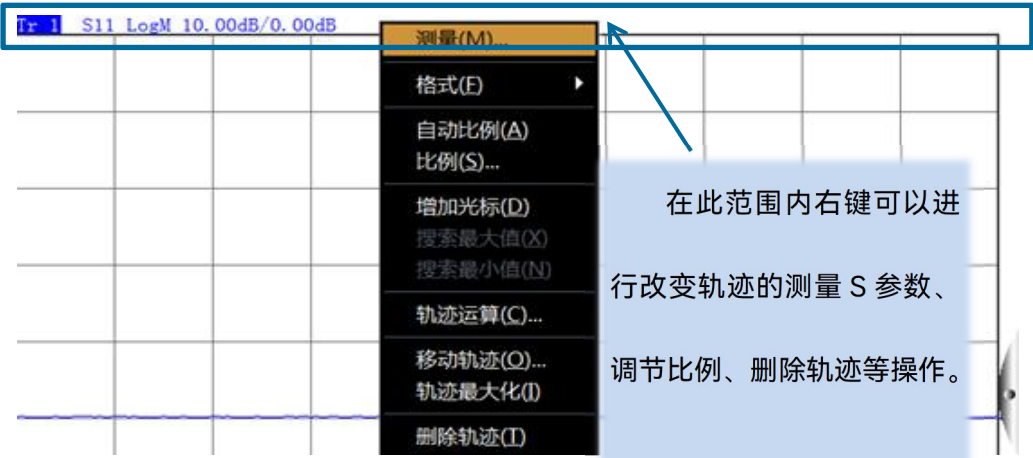 Tr 1 S11 LogM 10.00dB/0.00dB
测量(M)...
格式(F)
自动比例(A)
比例(S)...
增加光标(D)
搜索最大值(X)
搜索最小值(N)
轨迹运算(C)...
移动轨迹(O)...
轨迹最大化(I)
删除轨迹(T)
在此范围内右键可以进
行改变轨迹的测量 S 参数、
调节比例、删除轨迹等操作。